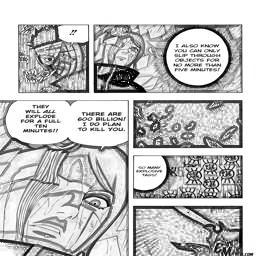 !!
I ALSO KNOW
YOU CAN ONLY
SLIP THROUGH
OBJECTS FOR
NO MORE THAN
FIVE MINUTES!
THEY
WILL ALL
EXPLODE
FOR A FULL
TEN
MINUTES!!
THERE ARE
600 BILLION!
I DO PLAN
TO KILL YOU.
SO MANY
EXPLOSIVE
TAGS!